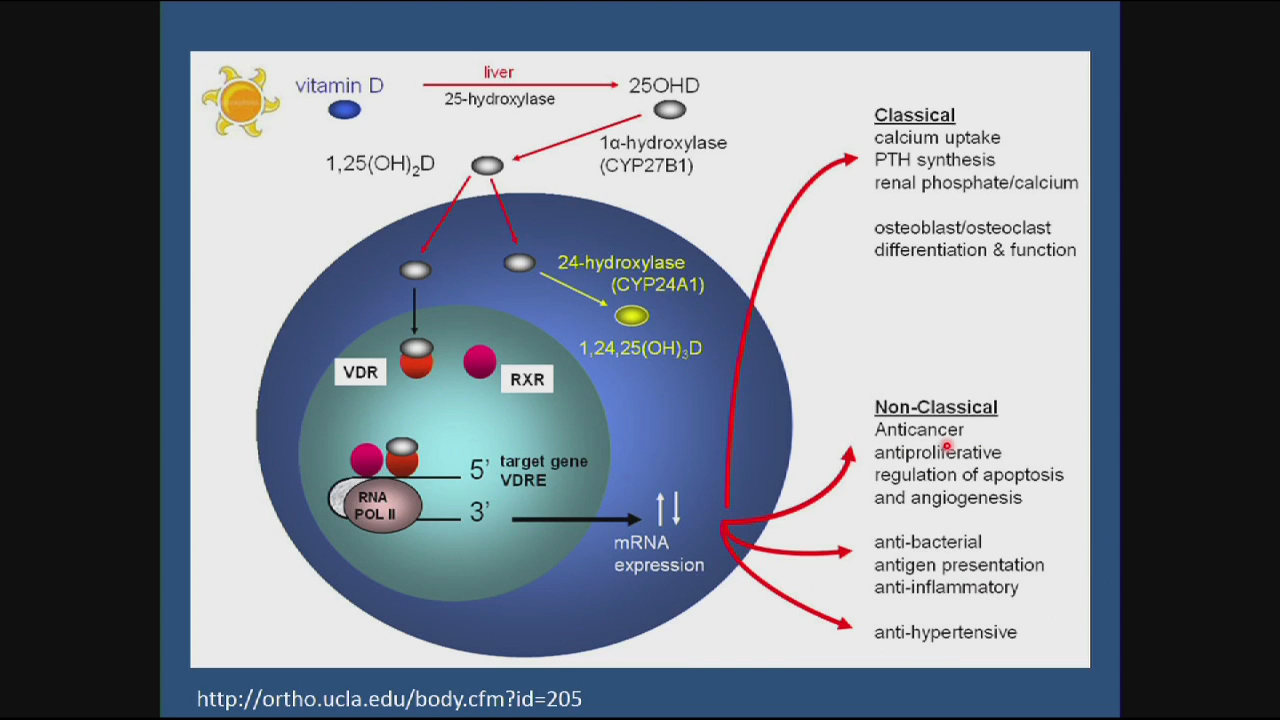 vitamin D
liver
25-hydroxylase
25OHD
1α-hydroxylase
(CYP27B1)
1,25(OH)₂D
24-hydroxylase
(CYP24A1)
1,24,25(OH)₃D
VDR
RXR
5’
target gene
VDRE
RNA
POL II
3’
mRNA
expression
Classical
calcium uptake
PTH synthesis
renal phosphate/calcium
osteoblast/osteoclast
differentiation & function
Non-Classical
Anticancer
antiproliferative
regulation of apoptosis
and angiogenesis
anti-bacterial
antigen presentation
anti-inflammatory
anti-hypertensive
http://ortho.ucla.edu/body.cfm?id=205